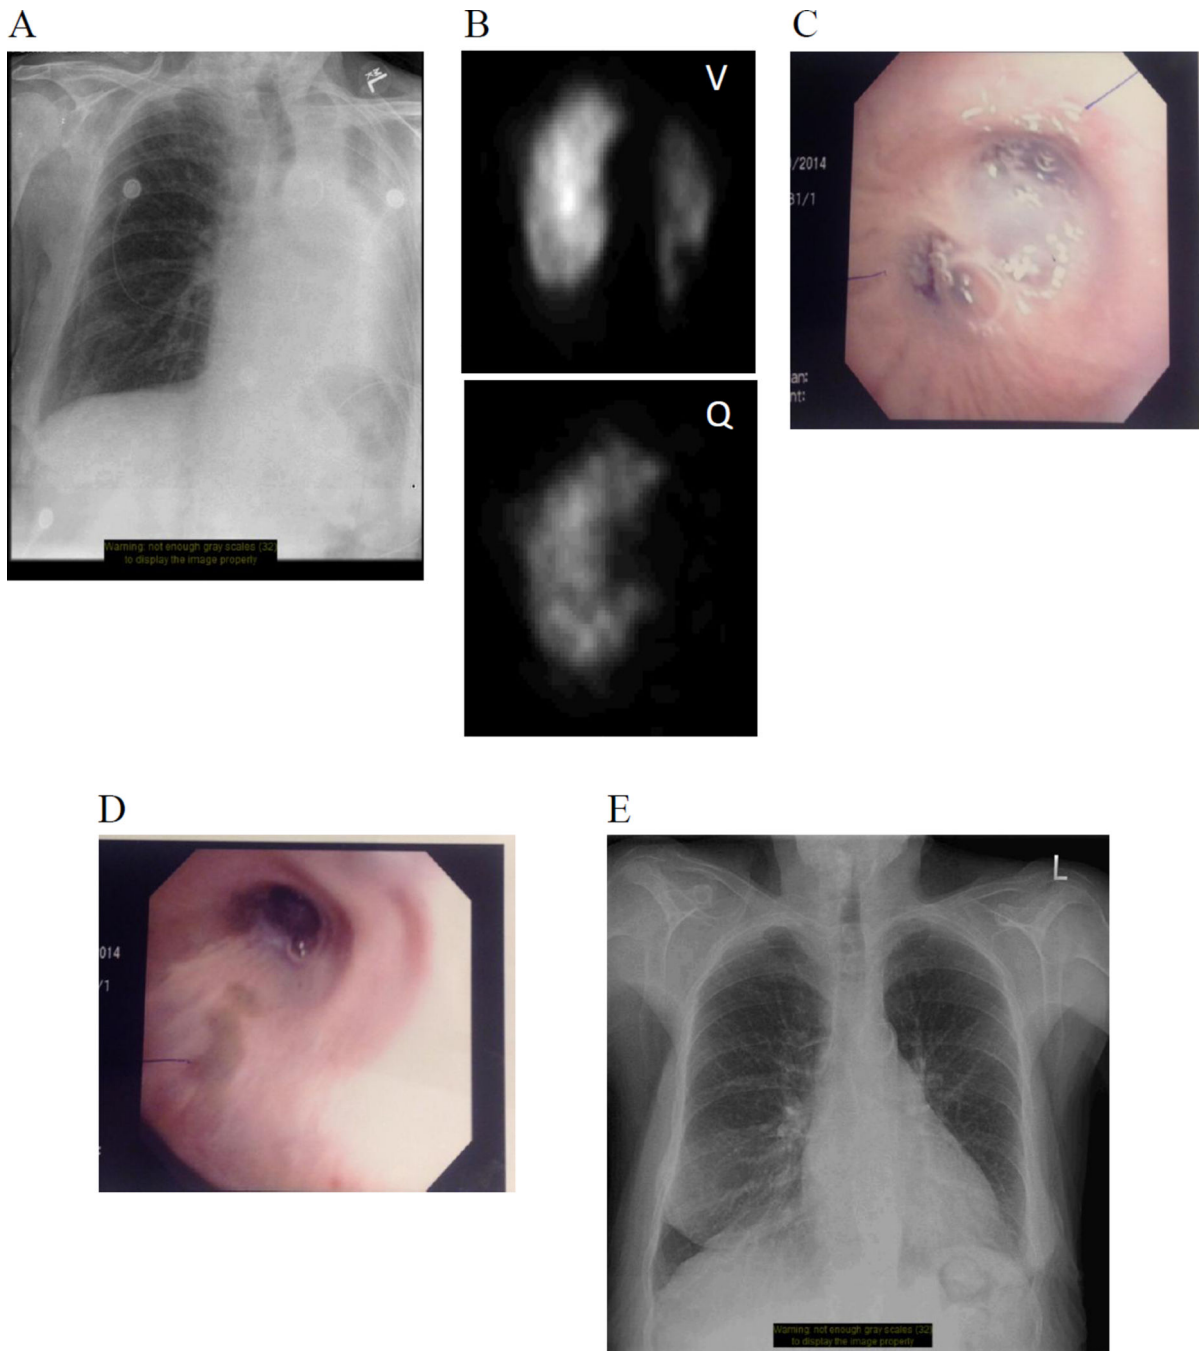 A
B
C
V
/2014
31/1
an:
nt:
Warning: not enough gray scales (32)
to display the image properly
Q
D
E
014
/1
L
Warning: not enough gray scales (32)
to display the image properly